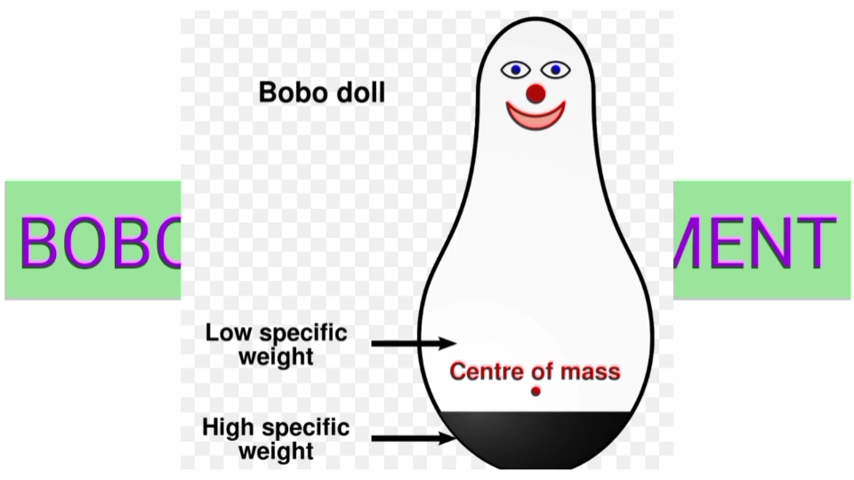 Bobo doll
BOBO
MENT
Low specific
weight
Centre of mass
High specific
weight